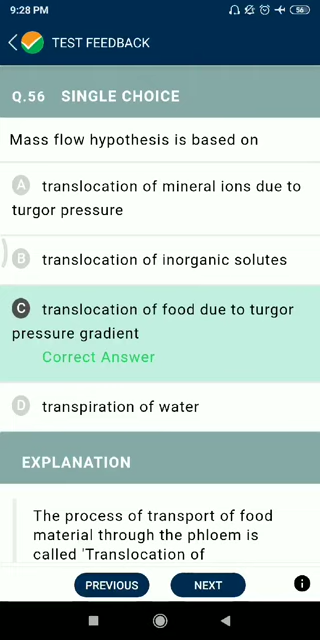 9:28 PM
56
TEST FEEDBACK
Q.56 SINGLE CHOICE
Mass flow hypothesis is based on
A translocation of mineral ions due to
turgor pressure
B translocation of inorganic solutes
C translocation of food due to turgor
pressure gradient
Correct Answer
D transpiration of water
EXPLANATION
The process of transport of food
material through the phloem is
called 'Translocation of
PREVIOUS
NEXT